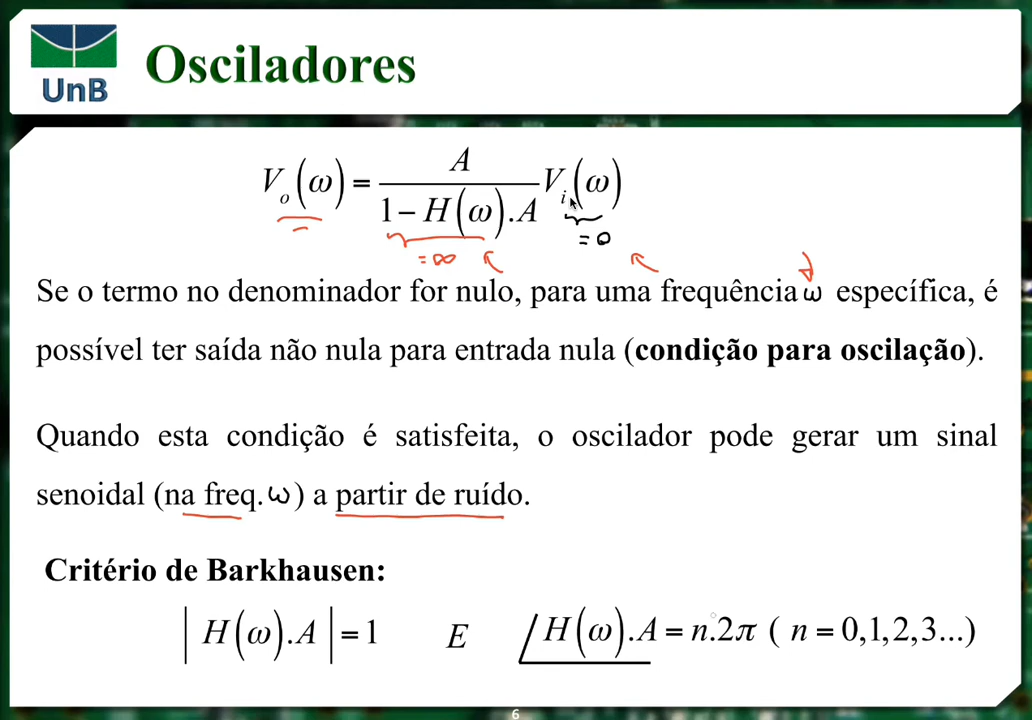 UnB
Osciladores
V_o(ω) = A / (1 − H(ω).A) V_i(ω)
= ∞
= 0
Se o termo no denominador for nulo, para uma frequência ω específica, é
possível ter saída não nula para entrada nula (condição para oscilação).
Quando esta condição é satisfeita, o oscilador pode gerar um sinal
senoidal (na freq. ω) a partir de ruído.
Critério de Barkhausen:
|H(ω).A| = 1 E ∠H(ω).A = n.2π ( n = 0,1,2,3...)
6